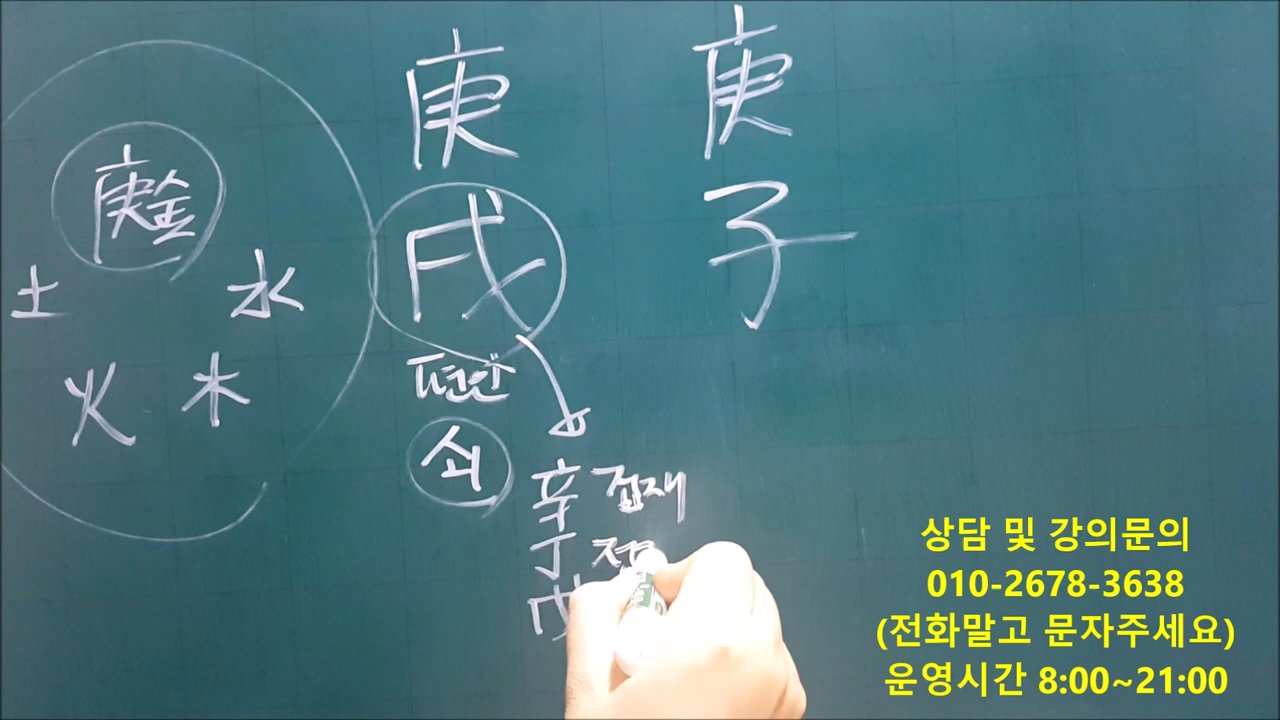 庚金
土
水
火
木
庚
戌
편인
쇠
辛 겁재
丁 정
戊
庚
子
상담 및 강의문의
010-2678-3638
(전화말고 문자주세요)
운영시간 8:00~21:00